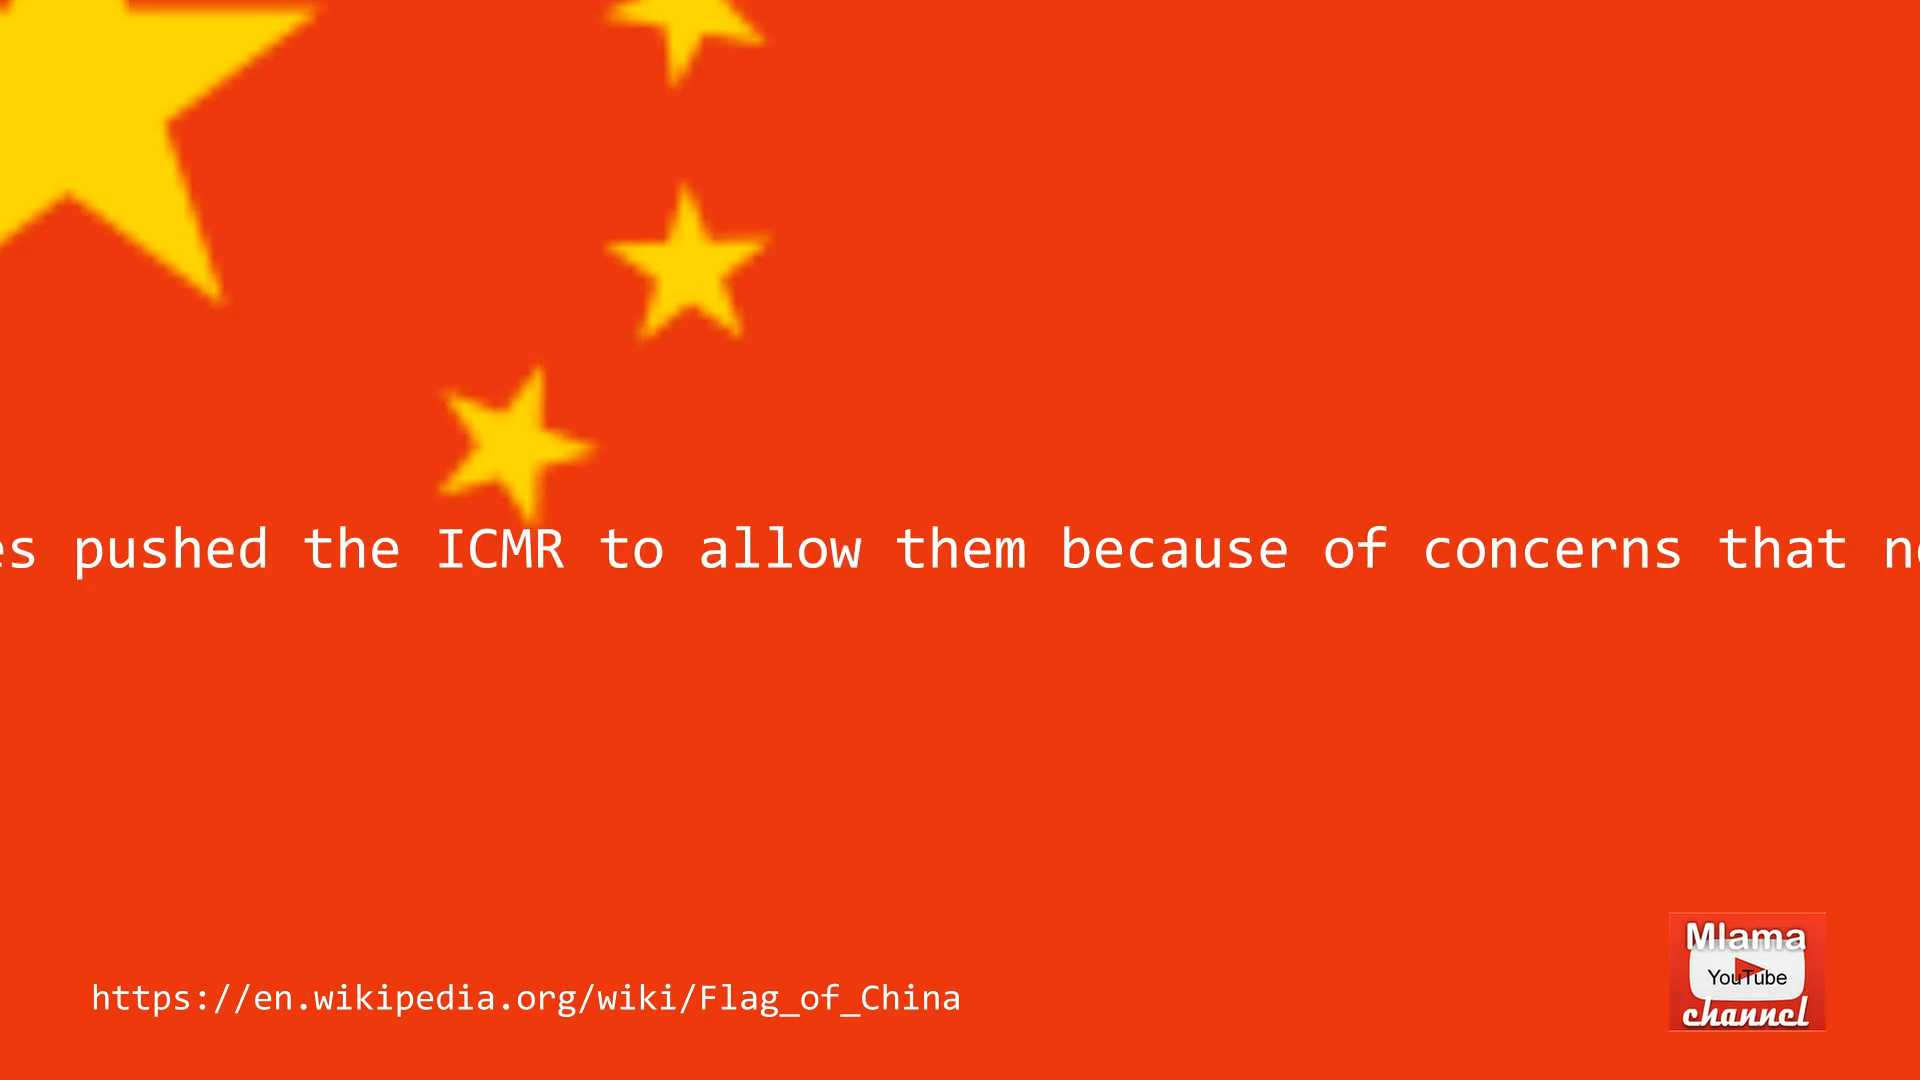 es pushed the ICMR to allow them because of concerns that n
https://en.wikipedia.org/wiki/Flag_of_China
Mlama
YouTube
channel